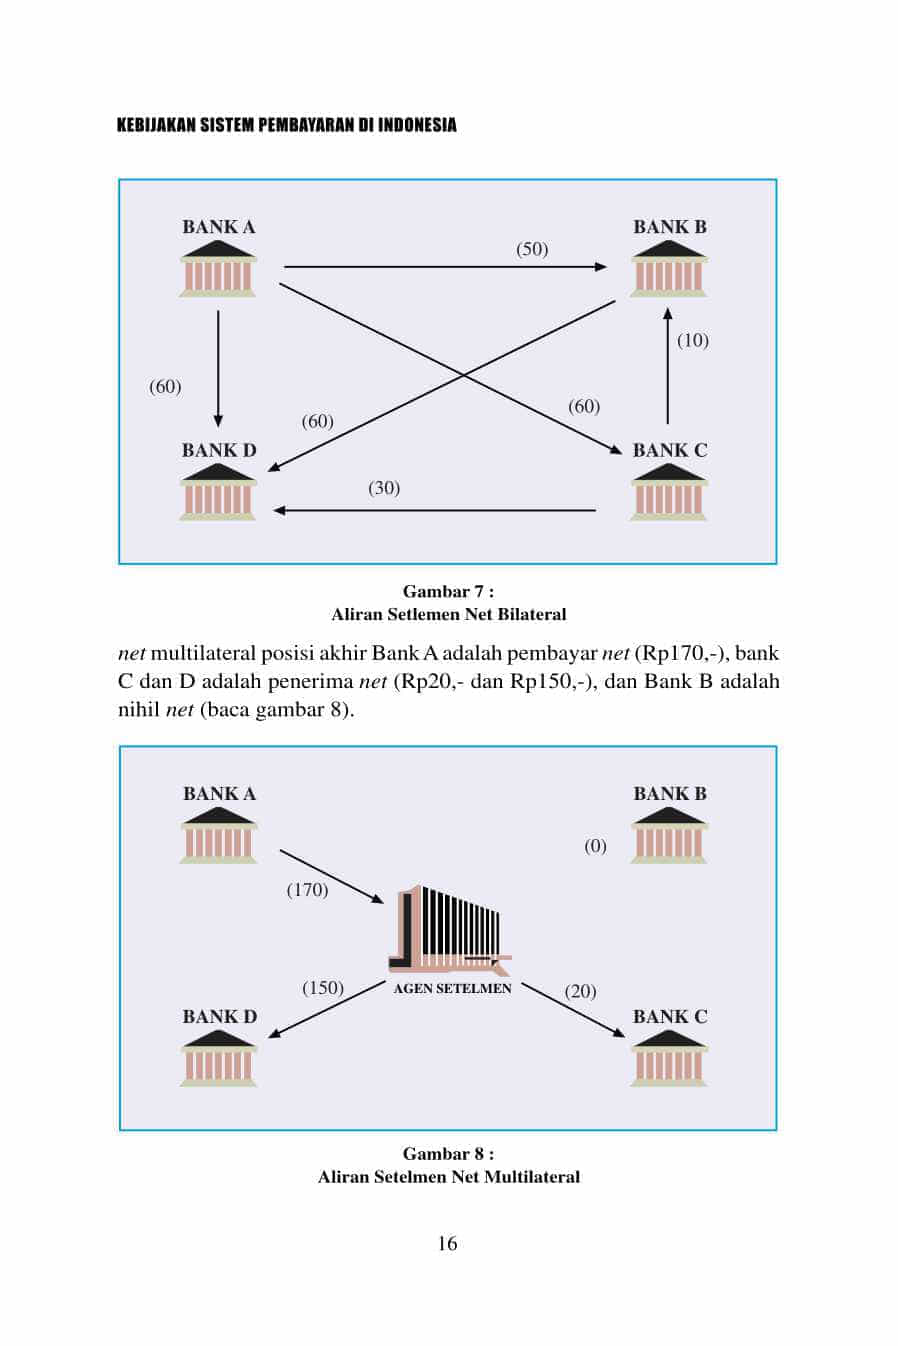 KEBIJAKAN SISTEM PEMBAYARAN DI INDONESIA
BANK A
BANK B
(50)
(10)
(60)
(60)
(60)
BANK D
BANK C
(30)
Gambar 7 :
Aliran Setlemen Net Bilateral
net multilateral posisi akhir Bank A adalah pembayar net (Rp170,-), bank
C dan D adalah penerima net (Rp20,- dan Rp150,-), dan Bank B adalah
nihil net (baca gambar 8).
BANK A
BANK B
(0)
(170)
(150)
AGEN SETELMEN
(20)
BANK D
BANK C
Gambar 8 :
Aliran Setelmen Net Multilateral
16